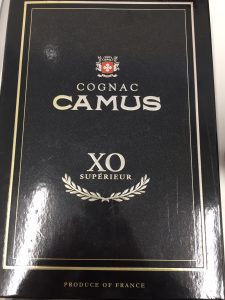 COGNAC
CAMUS
XO
SUPÉRIEUR
PRODUCE OF FRANCE